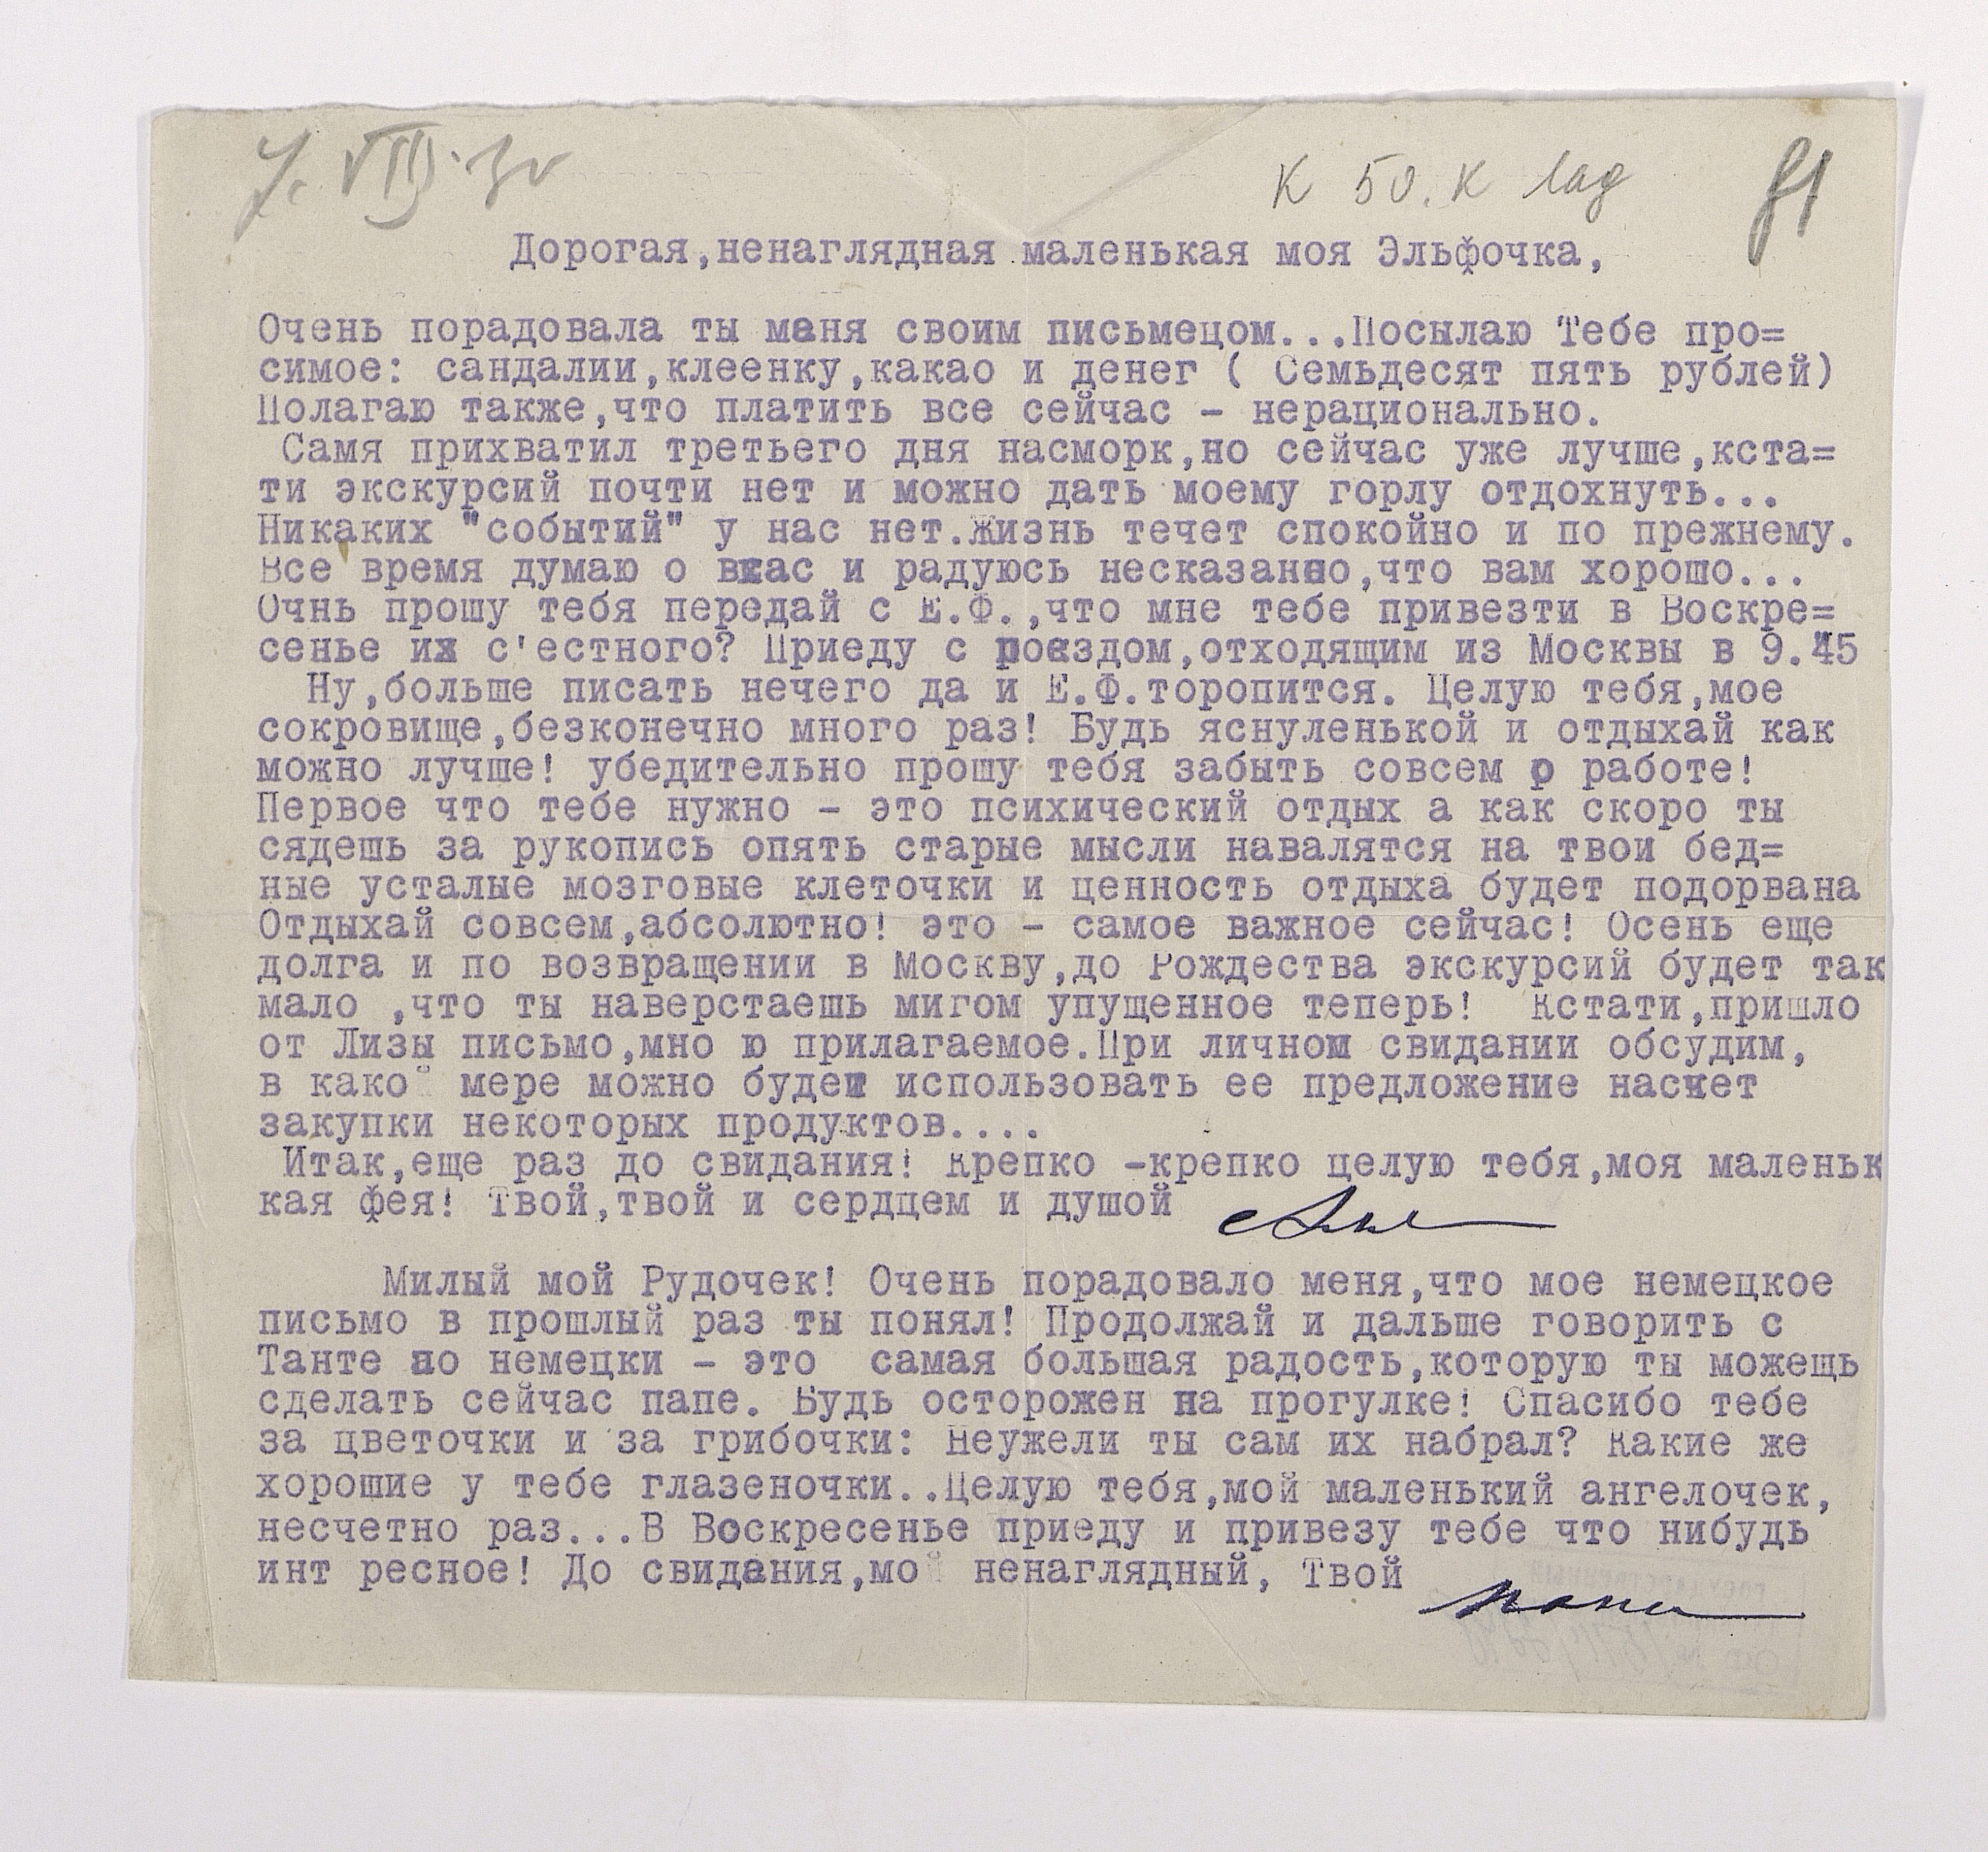 7. VIII. 30
К 50. К Лад
81
Дорогая,ненаглядная маленькая моя Эльфочка,
Очень порадовала ты меня своим письмецом...Посылаю Тебе про=
симое: сандалии,клеенку,какао и денег ( Семьдесят пять рублей)
Полагаю также,что платить все сейчас - нерационально.
Самя прихватил третьего дня насморк,но сейчас уже лучше,кста=
ти экскурсий почти нет и можно дать моему горлу отдохнуть...
Никаких "событий" у нас нет.Жизнь течет спокойно и по прежнему.
Все время думаю о вас и радуюсь несказанно,что вам хорошо...
Очнь прошу тебя передай с Е.Ф.,что мне тебе привезти в Воскре=
сенье их с'естного? Приеду с поездом,отходящим из Москвы в 9.45
Ну,больше писать нечего да и Е.Ф.торопится. Целую тебя,мое
сокровище,безконечно много раз! Будь яснуленькой и отдыхай как
можно лучше! убедительно прошу тебя забыть совсем о работе!
Первое что тебе нужно - это психический отдых а как скоро ты
сядешь за рукопись опять старые мысли навалятся на твои бед=
ные усталые мозговые клеточки и ценность отдыха будет подорвана
Отдыхай совсем,абсолютно! это - самое важное сейчас! Осень еще
долга и по возвращении в Москву,до Рождества экскурсий будет так
мало ,что ты наверстаешь мигом упущенное теперь! Кстати,пришло
от Лизы письмо,мно ю прилагаемое.При личном свидании обсудим,
в какой мере можно будет использовать ее предложение насчет
закупки некоторых продуктов....
Итак,еще раз до свидания! Крепко -крепко целую тебя,моя маленьк
кая фея! Твой,твой и сердцем и душой
Милый мой Рудочек! Очень порадовало меня,что мое немецкое
письмо в прошлый раз ты понял! Продолжай и дальше говорить с
Танте по немецки - это самая большая радость,которую ты можещь
сделать сейчас папе. Будь осторожен на прогулке! Спасибо тебе
за цветочки и за грибочки: Неужели ты сам их набрал? Какие же
хорошие у тебе глазеночки..Целую тебя,мой маленький ангелочек,
несчетно раз...В Воскресенье приеду и привезу тебе что нибудь
инт ресное! До свидания,мой ненаглядный, Твой
папа